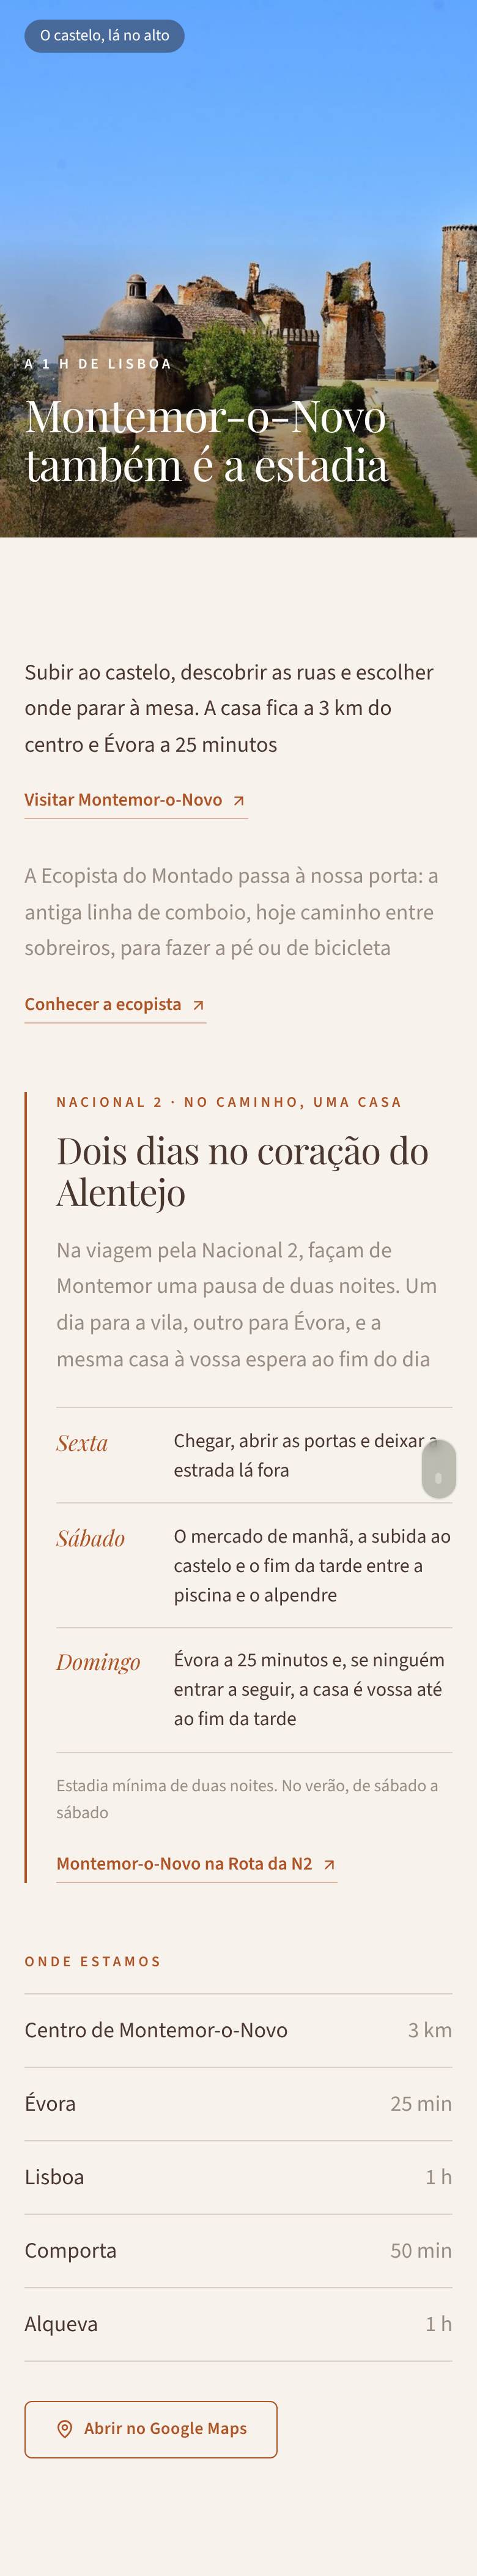 O castelo, lá no alto
A 1 H DE LISBOA
Montemor-o-Novo
também é a estadia
Subir ao castelo, descobrir as ruas e escolher
onde parar à mesa. A casa fica a 3 km do
centro e Évora a 25 minutos
Visitar Montemor-o-Novo
A Ecopista do Montado passa à nossa porta: a
antiga linha de comboio, hoje caminho entre
sobreiros, para fazer a pé ou de bicicleta
Conhecer a ecopista
NACIONAL 2 · NO CAMINHO, UMA CASA
Dois dias no coração do
Alentejo
Na viagem pela Nacional 2, façam de
Montemor uma pausa de duas noites. Um
dia para a vila, outro para Évora, e a
mesma casa à vossa espera ao fim do dia
Sexta
Chegar, abrir as portas e deixar a
estrada lá fora
Sábado
O mercado de manhã, a subida ao
castelo e o fim da tarde entre a
piscina e o alpendre
Domingo
Évora a 25 minutos e, se ninguém
entrar a seguir, a casa é vossa até
ao fim da tarde
Estadia mínima de duas noites. No verão, de sábado a
sábado
Montemor-o-Novo na Rota da N2
ONDE ESTAMOS
Centro de Montemor-o-Novo 3 km
Évora 25 min
Lisboa 1 h
Comporta 50 min
Alqueva 1 h
Abrir no Google Maps